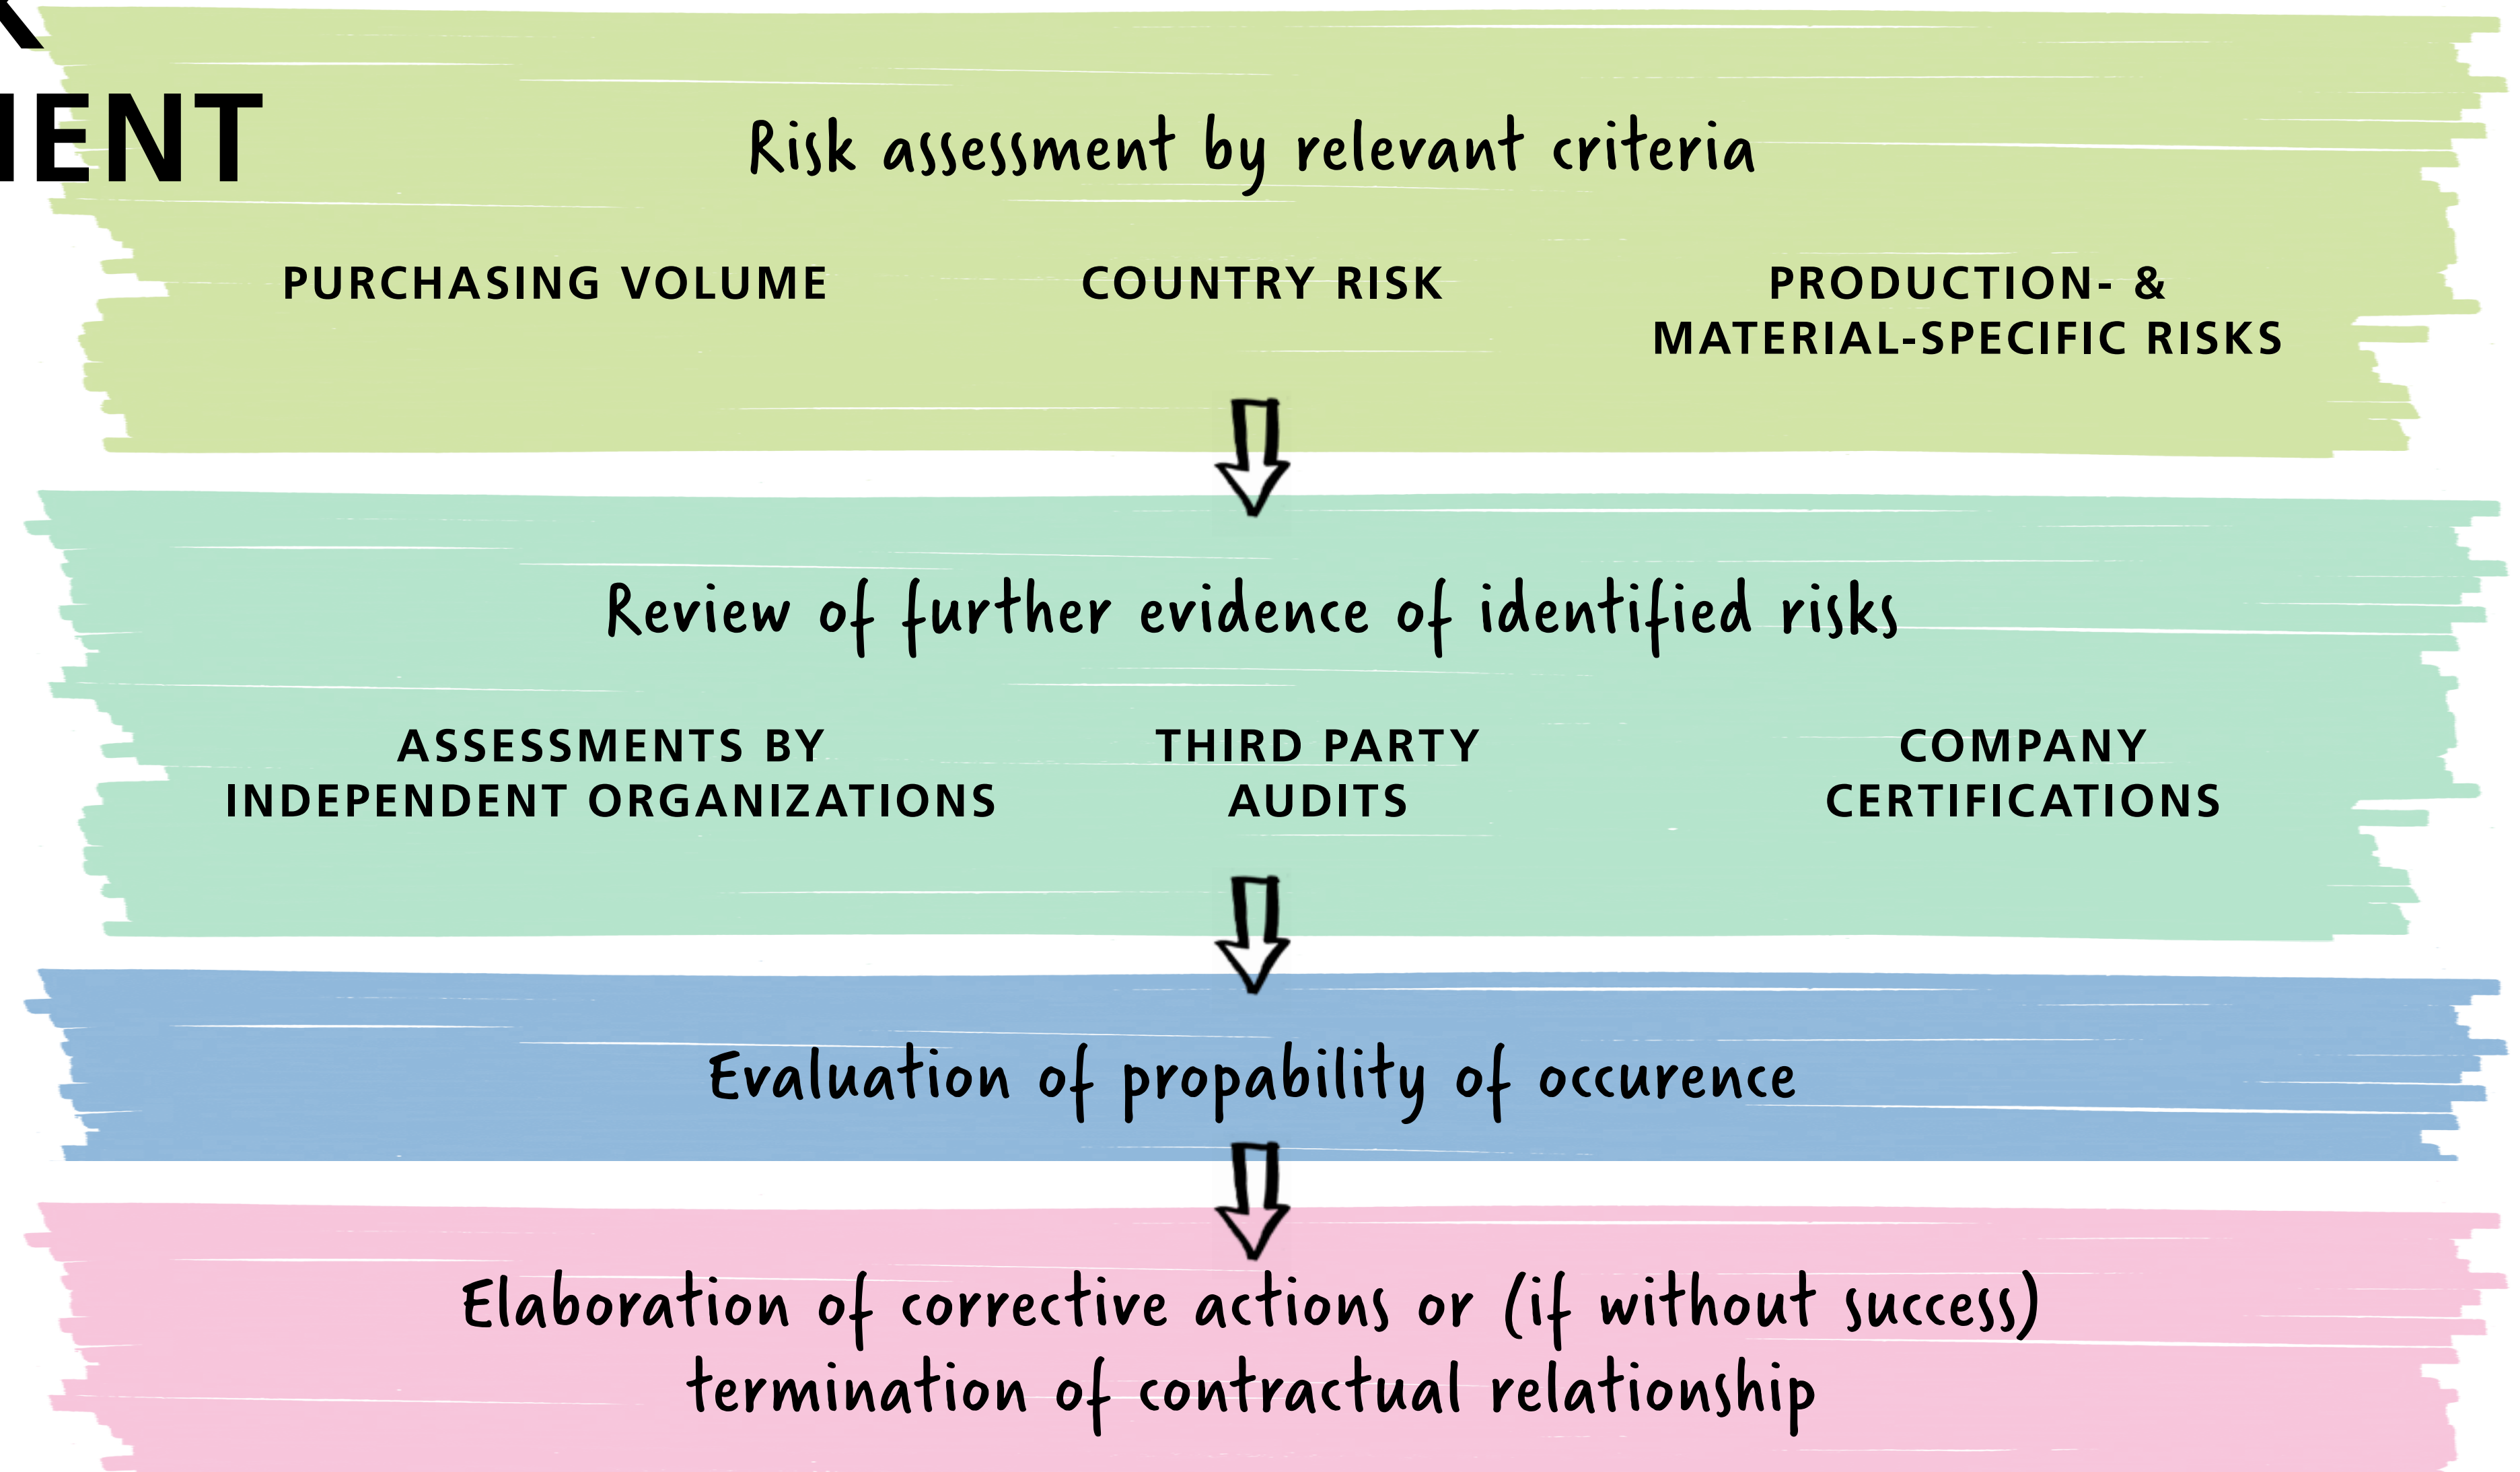 Risk assessment by relevant criteria
PURCHASING VOLUME
COUNTRY RISK
PRODUCTION- &
MATERIAL-SPECIFIC RISKS
Review of further evidence of identified risks
ASSESSMENTS BY
INDEPENDENT ORGANIZATIONS
THIRD PARTY
AUDITS
COMPANY
CERTIFICATIONS
Evaluation of propability of occurence
Elaboration of corrective actions or (if without success)
termination of contractual relationship